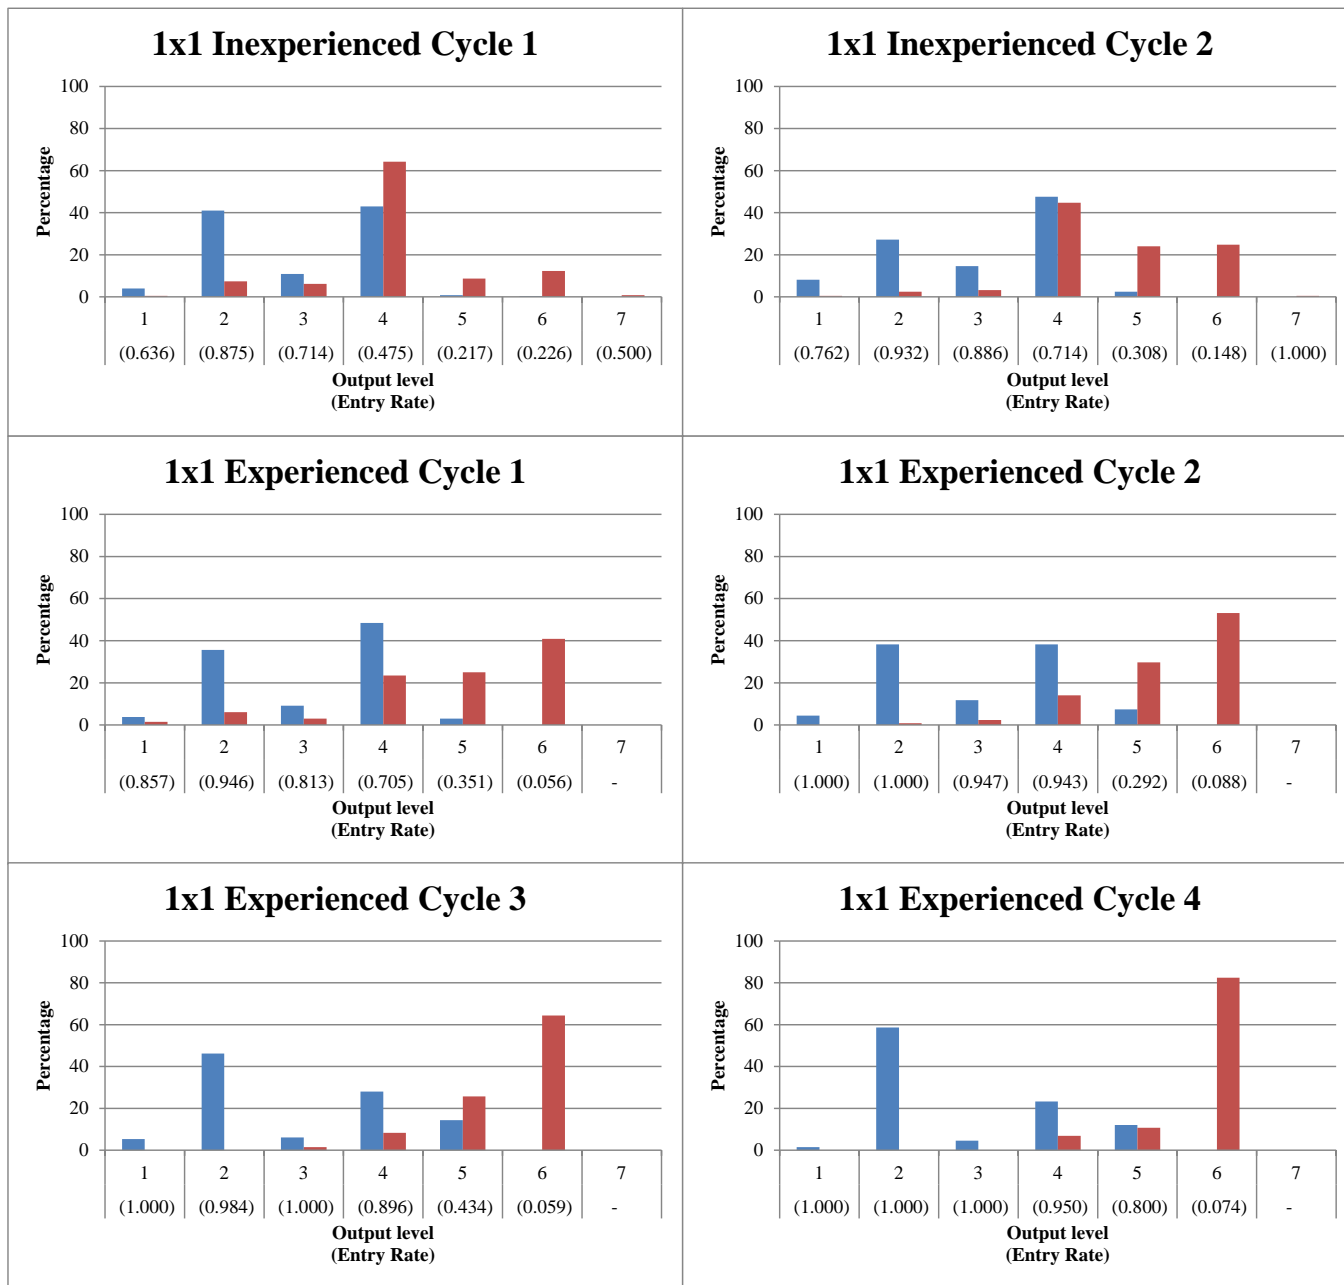 1x1 Inexperienced Cycle 1
100
80
60
40
20
0
Percentage
1 2 3 4 5 6 7
(0.636) (0.875) (0.714) (0.475) (0.217) (0.226) (0.500)
Output level
(Entry Rate)
1x1 Inexperienced Cycle 2
100
80
60
40
20
0
Percentage
1 2 3 4 5 6 7
(0.762) (0.932) (0.886) (0.714) (0.308) (0.148) (1.000)
Output level
(Entry Rate)
1x1 Experienced Cycle 1
100
80
60
40
20
0
Percentage
1 2 3 4 5 6 7
(0.857) (0.946) (0.813) (0.705) (0.351) (0.056) -
Output level
(Entry Rate)
1x1 Experienced Cycle 2
100
80
60
40
20
0
Percentage
1 2 3 4 5 6 7
(1.000) (1.000) (0.947) (0.943) (0.292) (0.088) -
Output level
(Entry Rate)
1x1 Experienced Cycle 3
100
80
60
40
20
0
Percentage
1 2 3 4 5 6 7
(1.000) (0.984) (1.000) (0.896) (0.434) (0.059) -
Output level
(Entry Rate)
1x1 Experienced Cycle 4
100
80
60
40
20
0
Percentage
1 2 3 4 5 6 7
(1.000) (1.000) (1.000) (0.950) (0.800) (0.074) -
Output level
(Entry Rate)